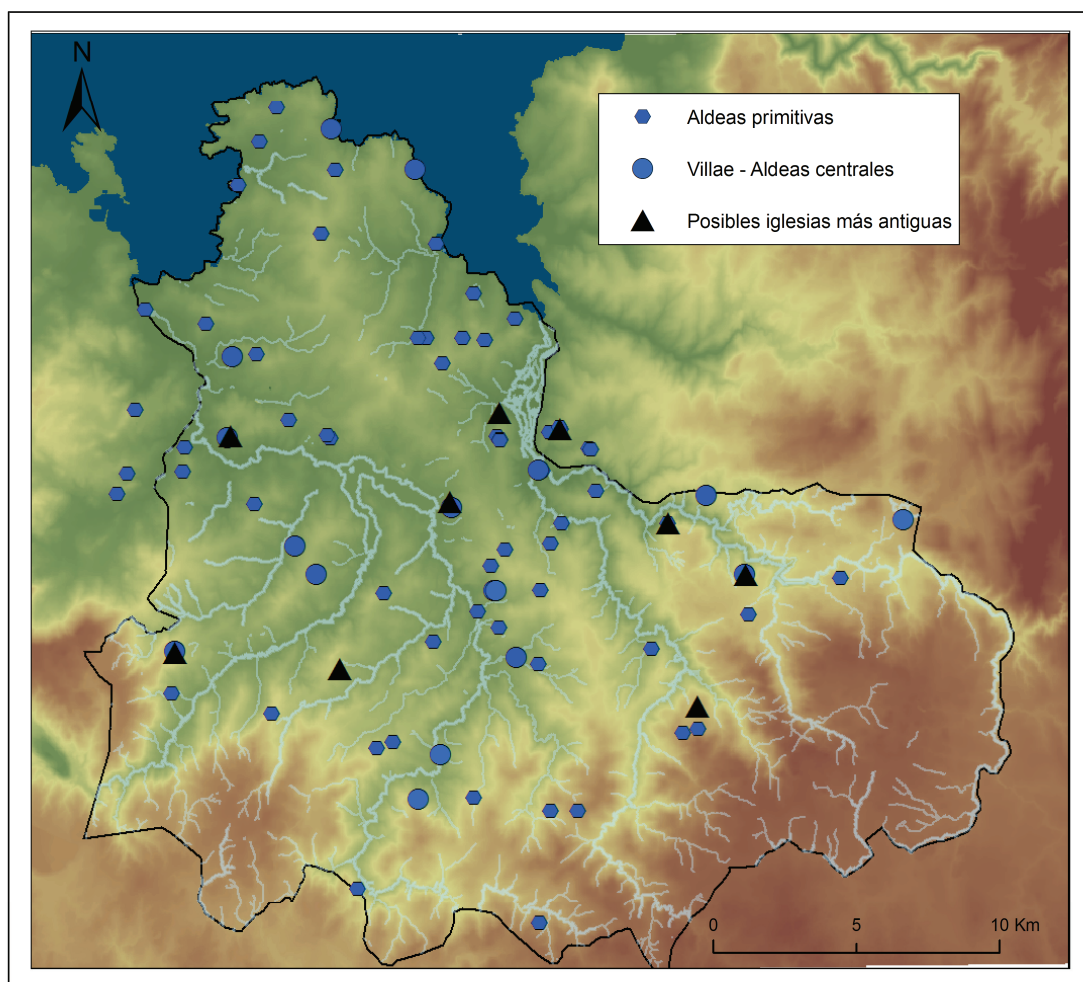 N
Aldeas primitivas
Villae - Aldeas centrales
Posibles iglesias más antiguas
0 5 10 Km